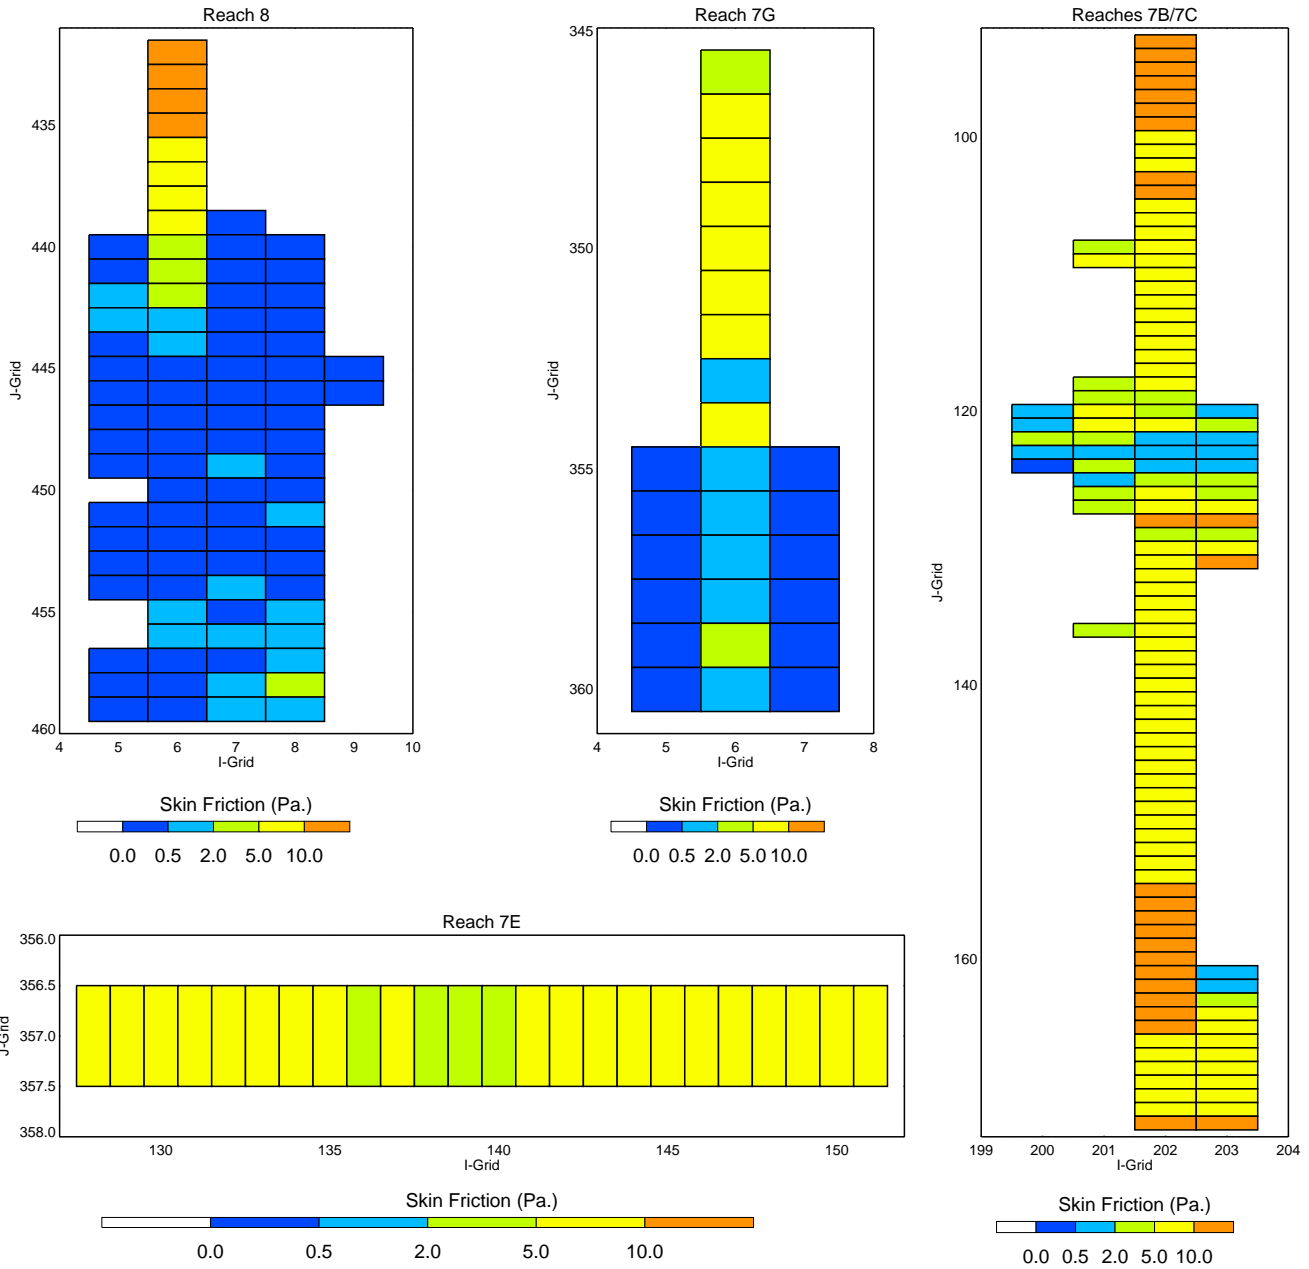 Reach 8
435
440
445
450
455
460
J-Grid
4 5 6 7 8 9 10
I-Grid
Skin Friction (Pa.)
0.0 0.5 2.0 5.0 10.0
Reach 7G
345
350
355
360
J-Grid
4 5 6 7 8
I-Grid
Skin Friction (Pa.)
0.0 0.5 2.0 5.0 10.0
Reaches 7B/7C
100
120
140
160
J-Grid
199 200 201 202 203 204
I-Grid
Skin Friction (Pa.)
0.0 0.5 2.0 5.0 10.0
Reach 7E
356.0
356.5
357.0
357.5
358.0
J-Grid
130 135 140 145 150
I-Grid
Skin Friction (Pa.)
0.0 0.5 2.0 5.0 10.0